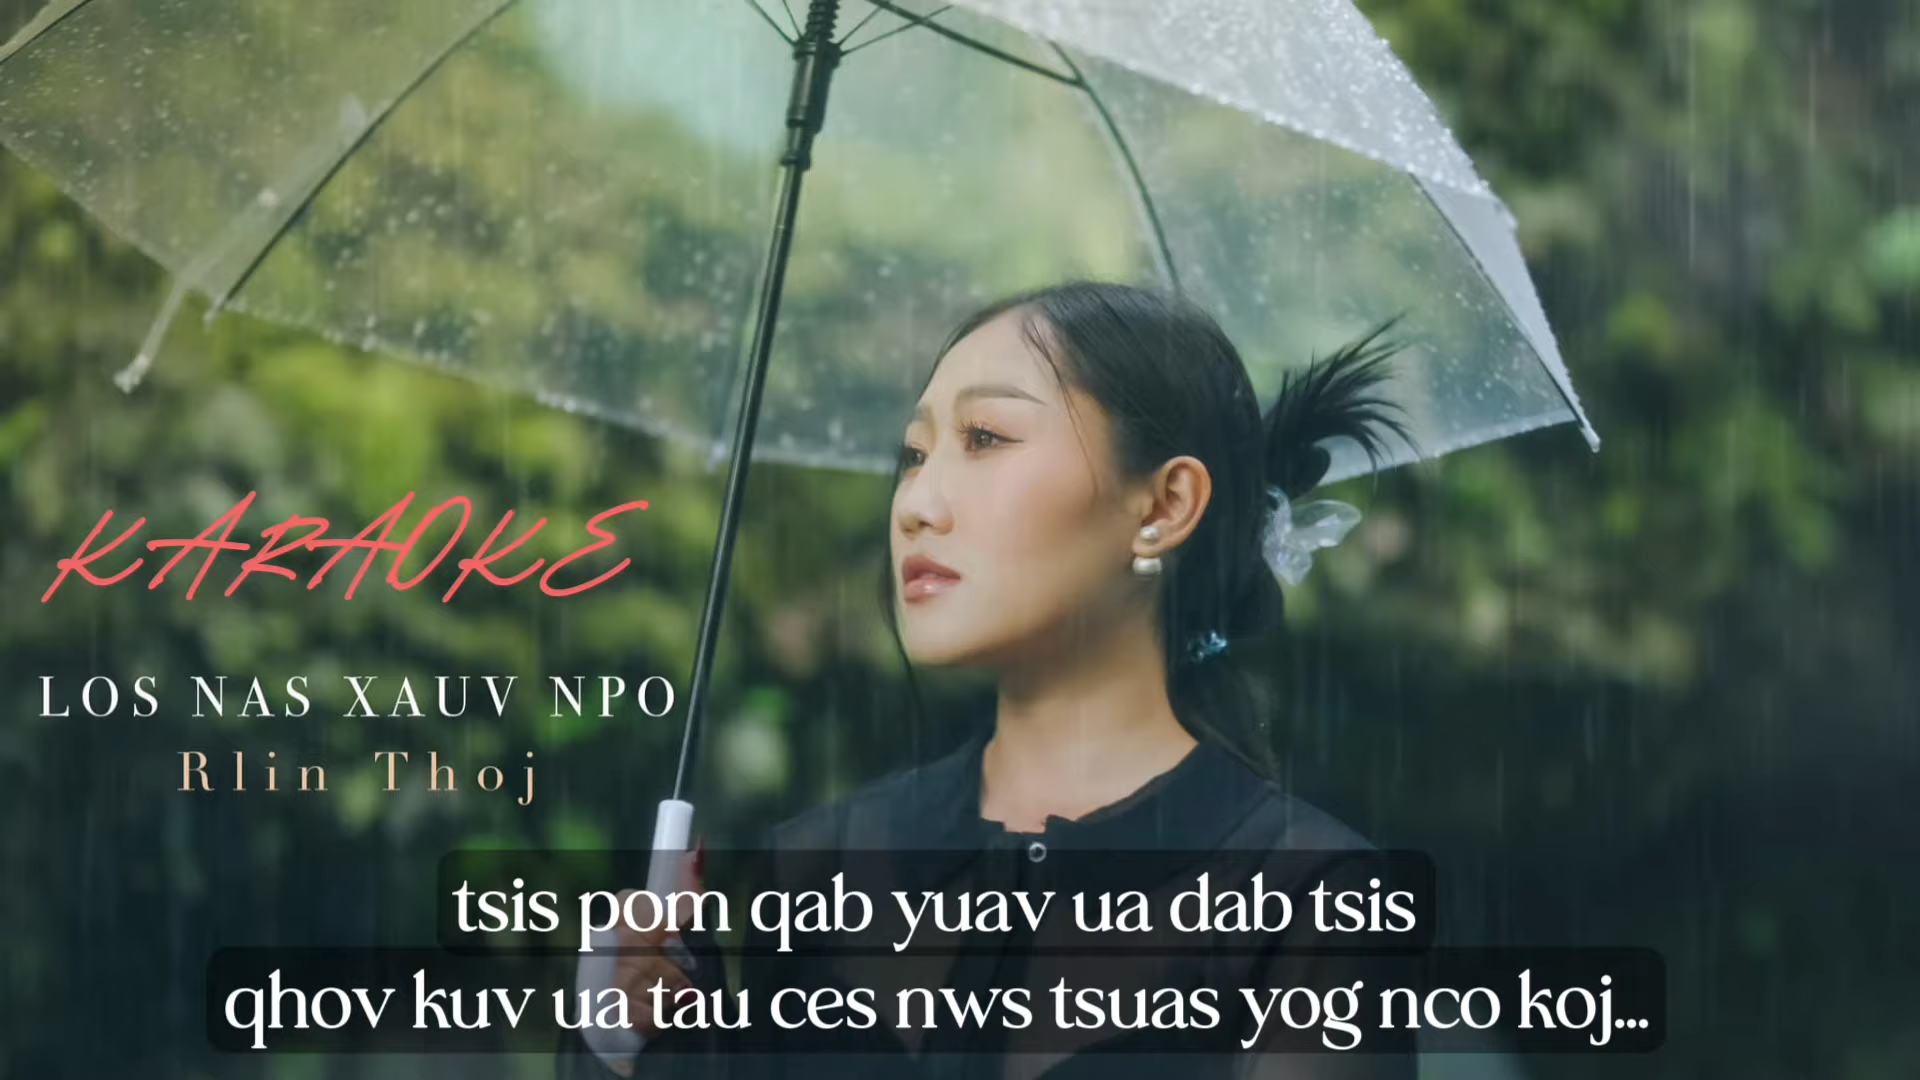 KARAOKE
LOS NAS XAUV NPO
Rlin Thoj
tsis pom qab yuav ua dab tsis
qhov kuv ua tau ces nws tsuas yog nco koj...